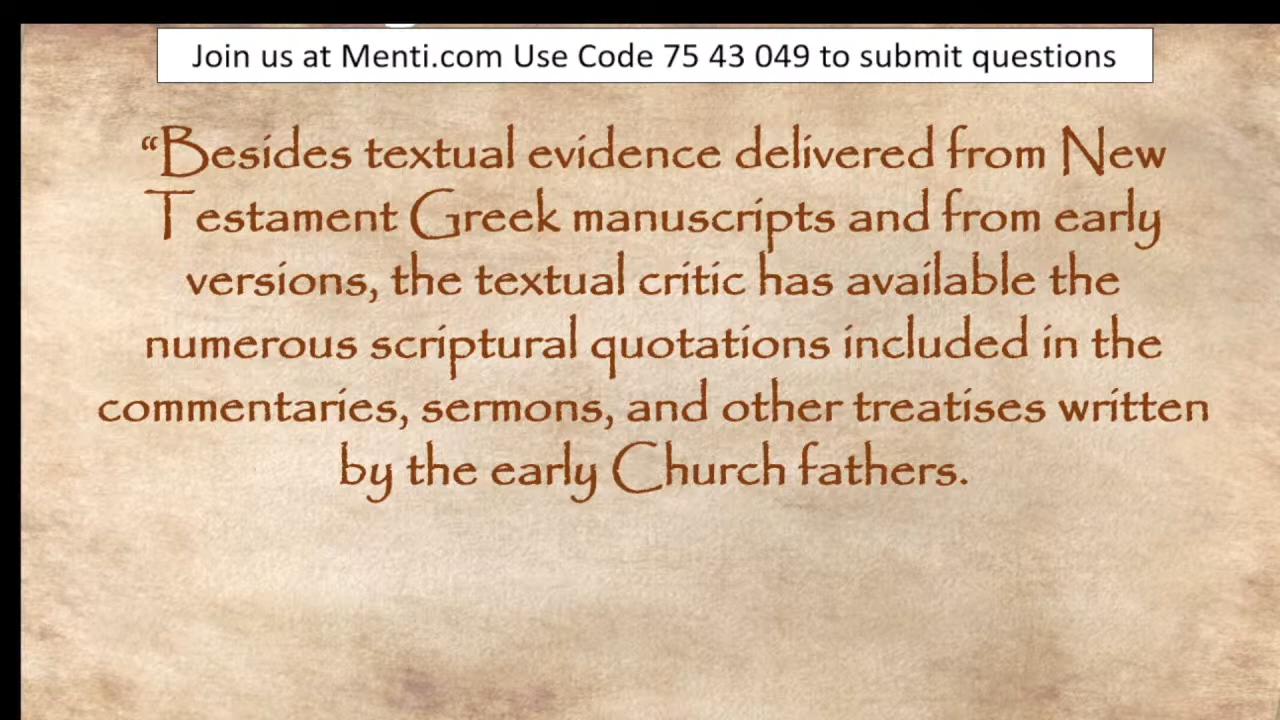 Join us at Menti.com Use Code 75 43 049 to submit questions
“Besides textual evidence delivered from New
Testament Greek manuscripts and from early
versions, the textual critic has available the
numerous scriptural quotations included in the
commentaries, sermons, and other treatises written
by the early Church fathers.